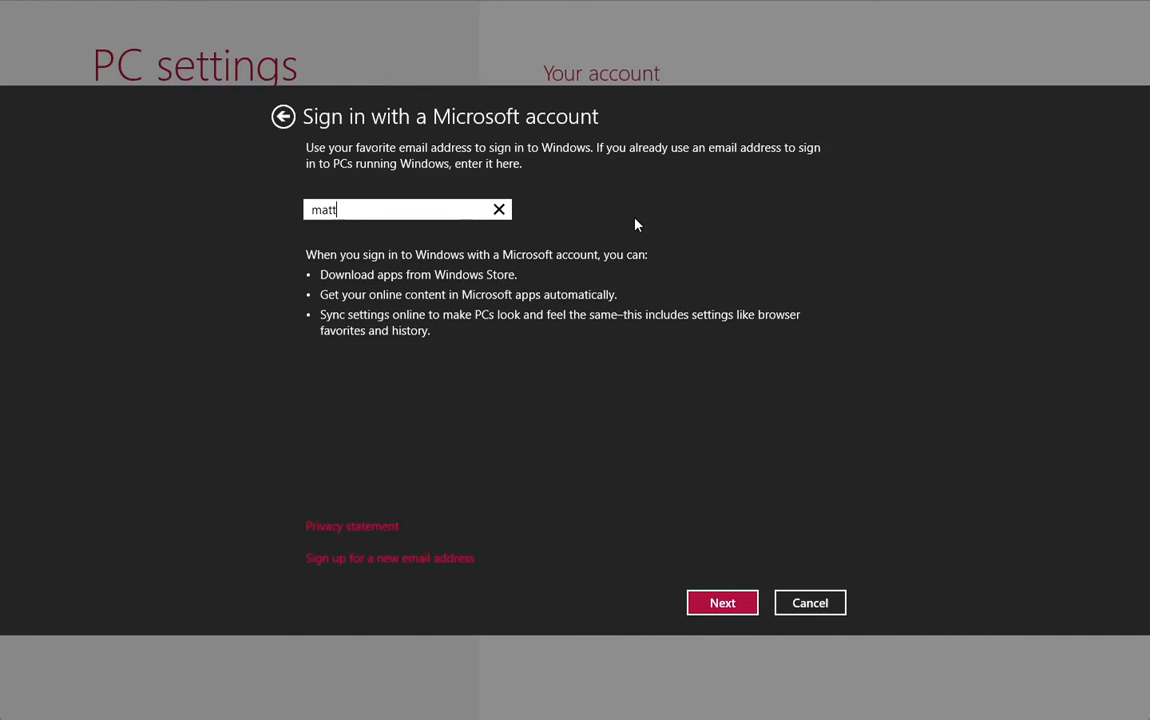 PC settings
Your account
Sign in with a Microsoft account
Use your favorite email address to sign in to Windows. If you already use an email address to sign
in to PCs running Windows, enter it here.
matt
When you sign in to Windows with a Microsoft account, you can:
• Download apps from Windows Store.
• Get your online content in Microsoft apps automatically.
• Sync settings online to make PCs look and feel the same–this includes settings like browser
favorites and history.
Privacy statement
Sign up for a new email address
Next
Cancel